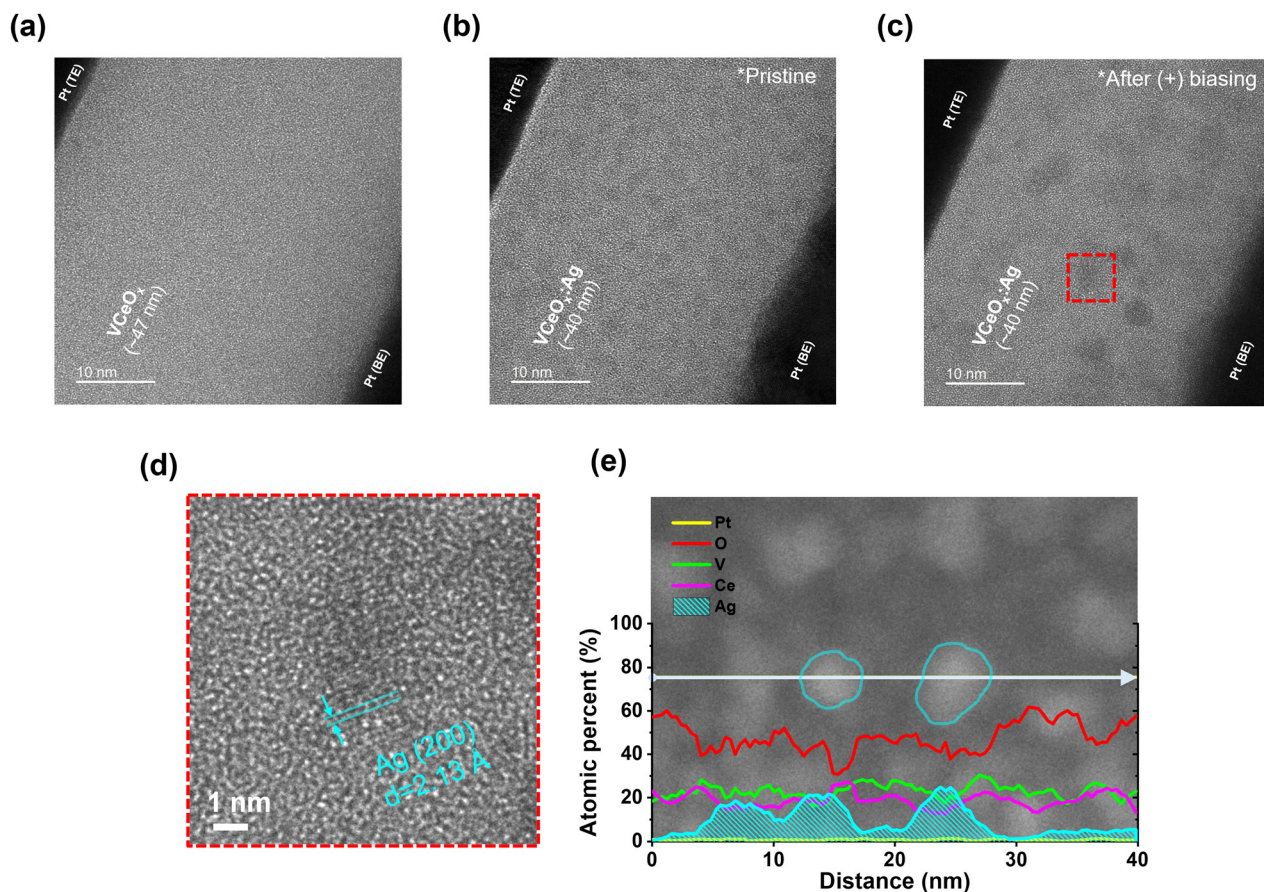 (a)
Pt (TE)
VCeOₓ
(~47 nm)
10 nm
Pt (BE)
(b)
*Pristine
Pt (TE)
VCeOₓ:Ag
(~40 nm)
10 nm
Pt (BE)
(c)
*After (+) biasing
Pt (TE)
VCeOₓ:Ag
(~40 nm)
10 nm
Pt (BE)
(d)
Ag (200)
d=2.13 Å
1 nm
(e)
Pt
O
V
Ce
Ag
Atomic percent (%)
100
80
60
40
20
0
0 10 20 30 40
Distance (nm)